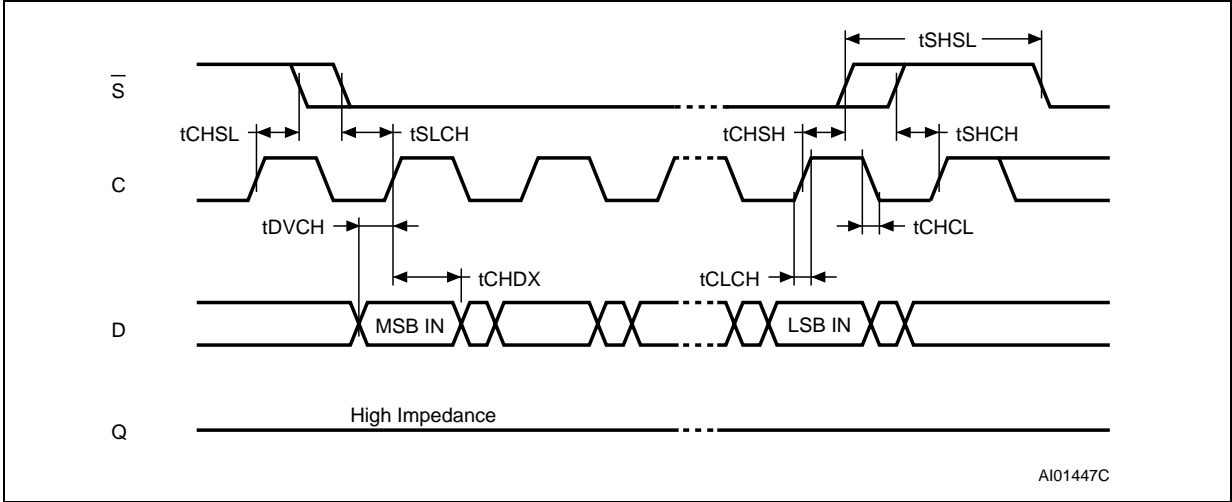 tSHSL
S̅
tCHSL
tSLCH
tCHSH
tSHCH
C
tDVCH
tCHCL
tCHDX
tCLCH
D
MSB IN
LSB IN
High Impedance
Q
AI01447C